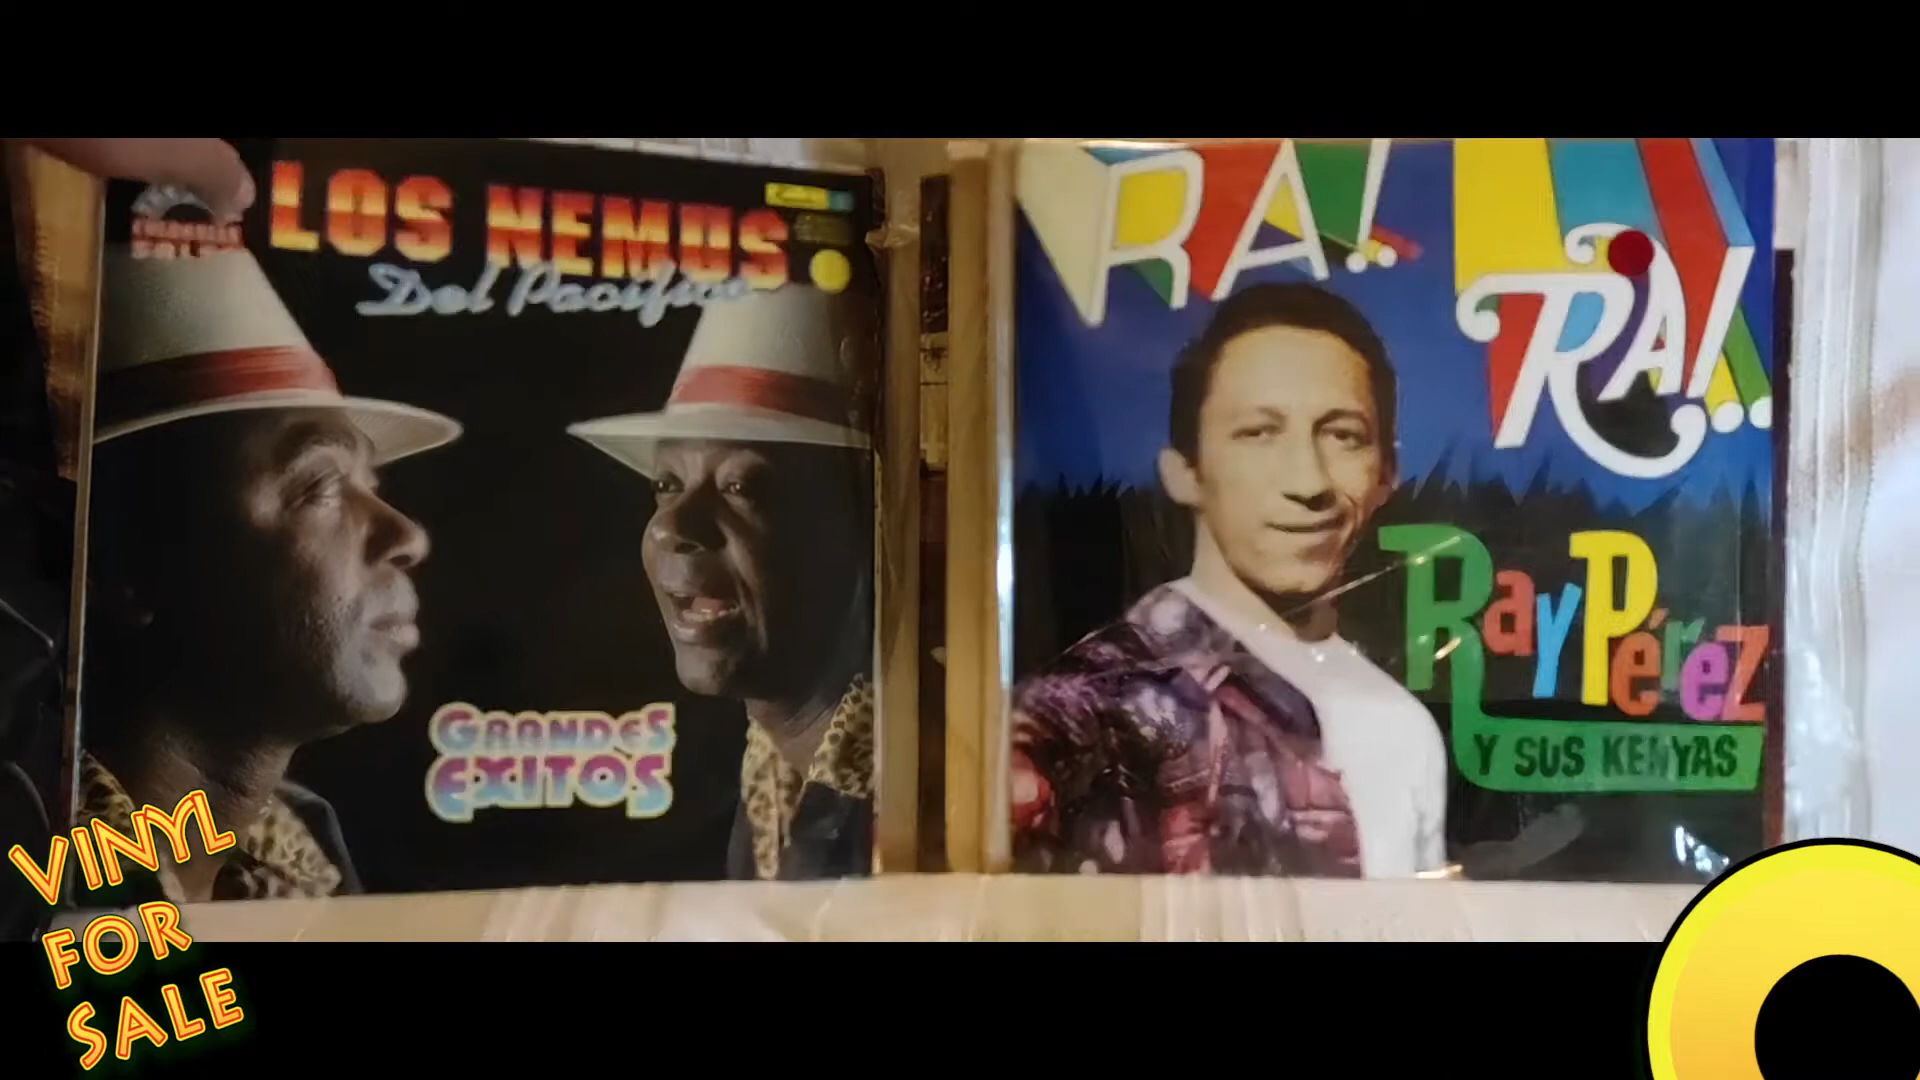 LOS NEMUS
Del Pacifico
GRANDES
EXITOS
RA!..
RA!...
Ray Pérez
Y SUS KENYAS
VINYL
FOR
SALE